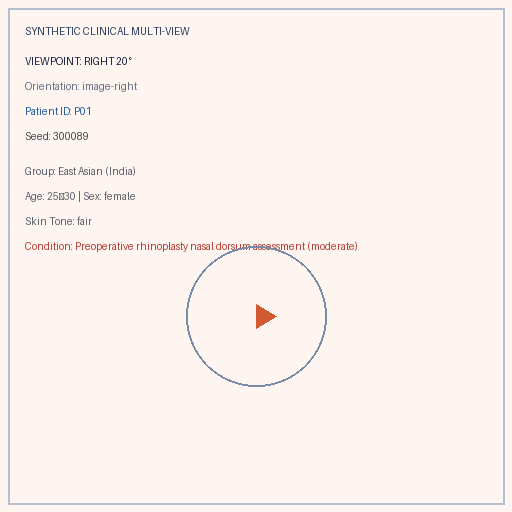 SYNTHETIC CLINICAL MULTI-VIEW
VIEWPOINT: RIGHT 20°
Orientation: image-right
Patient ID: P01
Seed: 300089
Group: East Asian (India)
Age: 25▯30 | Sex: female
Skin Tone: fair
Condition: Preoperative rhinoplasty nasal dorsum assessment (moderate)